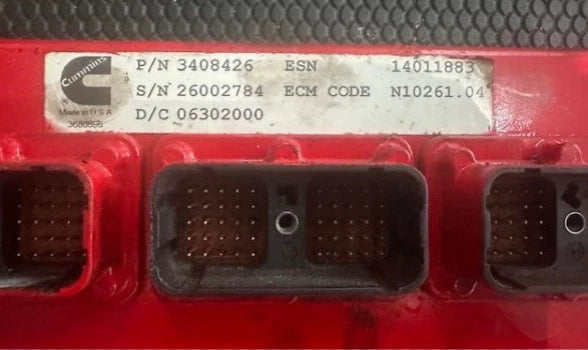 Cummins
P/N 3408426 ESN 14011883
S/N 26002784 ECM CODE N10261.04
D/C 06302000
®
Made in U S A